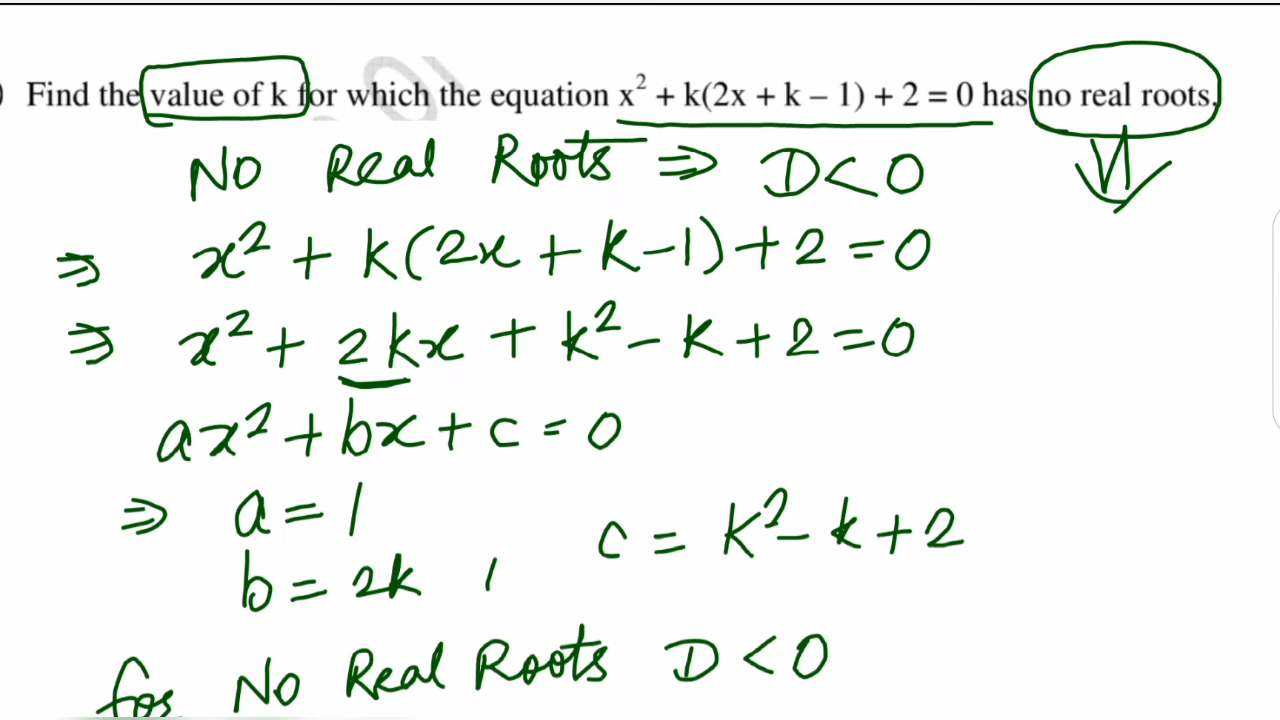 ) Find the value of k for which the equation x² + k(2x + k – 1) + 2 = 0 has no real roots.
No Real Roots ⇒ D<0
⇒ x² + k(2x + k-1) + 2 = 0
⇒ x² + 2kx + k² - k + 2 = 0
ax² + bx + c = 0
⇒ a = 1
b = 2k , c = k² - k + 2
for No Real Roots D < 0